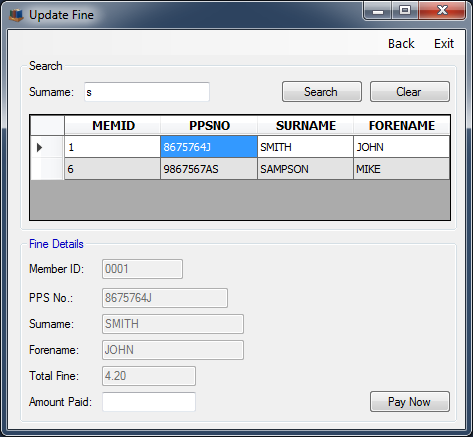 Update Fine
Back Exit
Search
Surname: s Search Clear
MEMID PPSNO SURNAME FORENAME
1 8675764J SMITH JOHN
6 9867567AS SAMPSON MIKE
Fine Details
Member ID: 0001
PPS No.: 8675764J
Surname: SMITH
Forename: JOHN
Total Fine: 4.20
Amount Paid: Pay Now